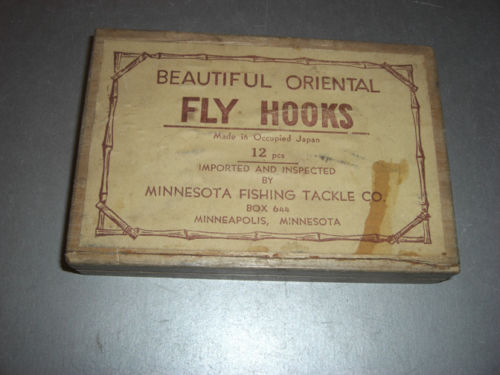 BEAUTIFUL ORIENTAL
FLY HOOKS
Made in Occupied Japan
12 pcs
IMPORTED AND INSPECTED
BY
MINNESOTA FISHING TACKLE CO.
BOX 644
MINNEAPOLIS, MINNESOTA